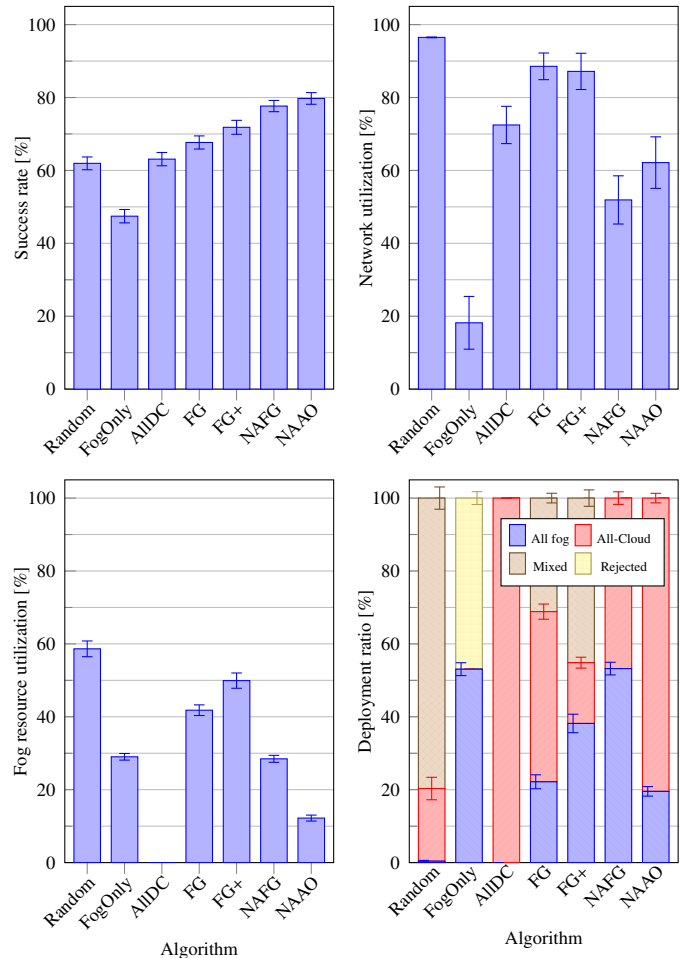 Success rate [%]
100
80
60
40
20
0
Random
FogOnly
AllDC
FG
FG+
NAFG
NAAO
Network utilization [%]
100
80
60
40
20
0
Random
FogOnly
AllDC
FG
FG+
NAFG
NAAO
Fog resource utilization [%]
100
80
60
40
20
0
Random
FogOnly
AllDC
FG
FG+
NAFG
NAAO
Algorithm
Deployment ratio [%]
100
80
60
40
20
0
All fog All-Cloud
Mixed Rejected
Random
FogOnly
AllDC
FG
FG+
NAFG
NAAO
Algorithm